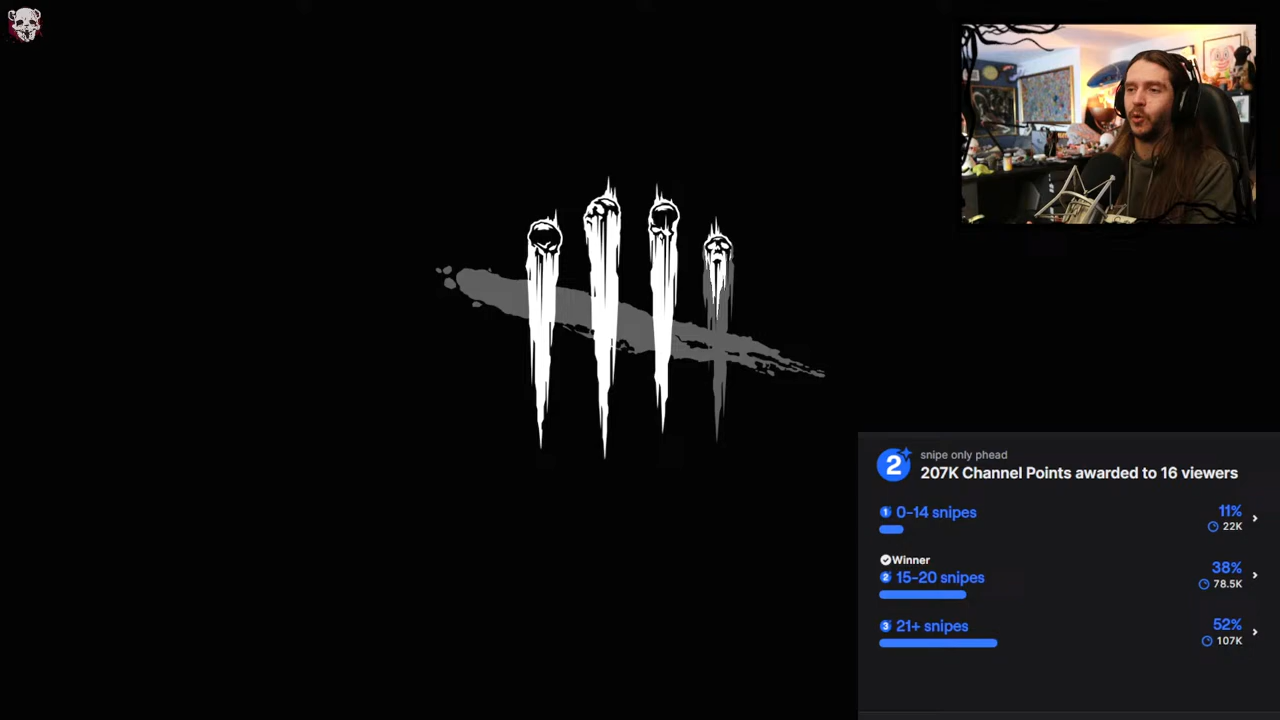 2
snipe only phead
207K Channel Points awarded to 16 viewers
1 0-14 snipes
11%
22K
Winner
2 15-20 snipes
38%
78.5K
3 21+ snipes
52%
107K